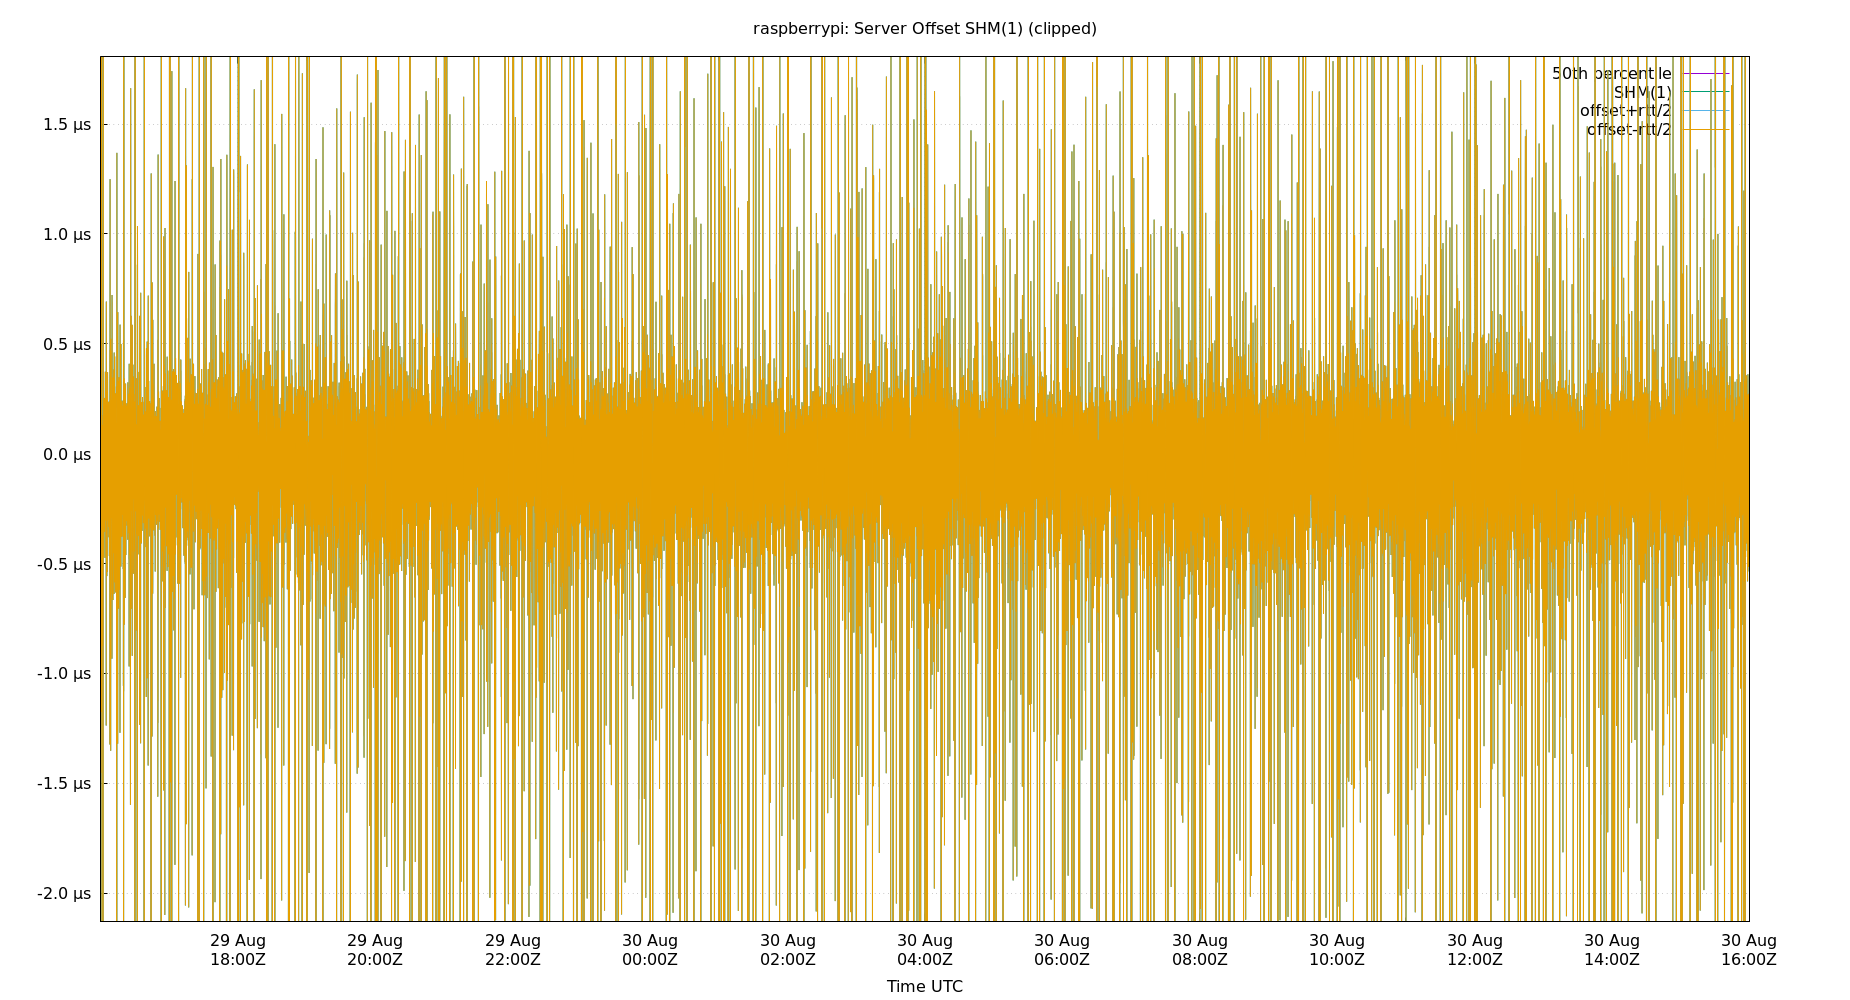 raspberrypi: Server Offset SHM(1) (clipped)
50th percentile
SHM(1)
offset+rtt/2
offset-rtt/2
1.5 µs
1.0 µs
0.5 µs
0.0 µs
-0.5 µs
-1.0 µs
-1.5 µs
-2.0 µs
29 Aug 29 Aug 29 Aug 30 Aug 30 Aug 30 Aug 30 Aug 30 Aug 30 Aug 30 Aug 30 Aug 30 Aug
18:00Z 20:00Z 22:00Z 00:00Z 02:00Z 04:00Z 06:00Z 08:00Z 10:00Z 12:00Z 14:00Z 16:00Z
Time UTC